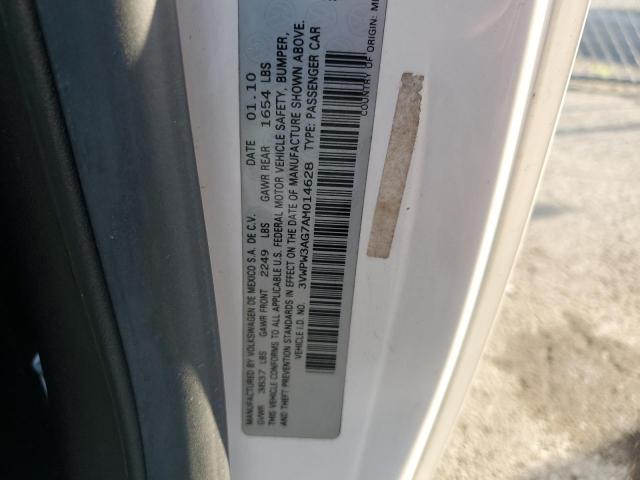 MANUFACTURED BY VOLKSWAGEN DE MEXICO S.A. DE C.V. DATE 01.10
GVWR 3837 LBS GAWR FRONT 2249 LBS GAWR REAR 1654 LBS
THIS VEHICLE CONFORMS TO ALL APPLICABLE U.S. FEDERAL MOTOR VEHICLE SAFETY, BUMPER,
AND THEFT PREVENTION STANDARDS IN EFFECT ON THE DATE OF MANUFACTURE SHOWN ABOVE.
VEHICLE I.D. NO. 3VWPW3AG7AM014628 TYPE: PASSENGER CAR
COUNTRY OF ORIGIN: